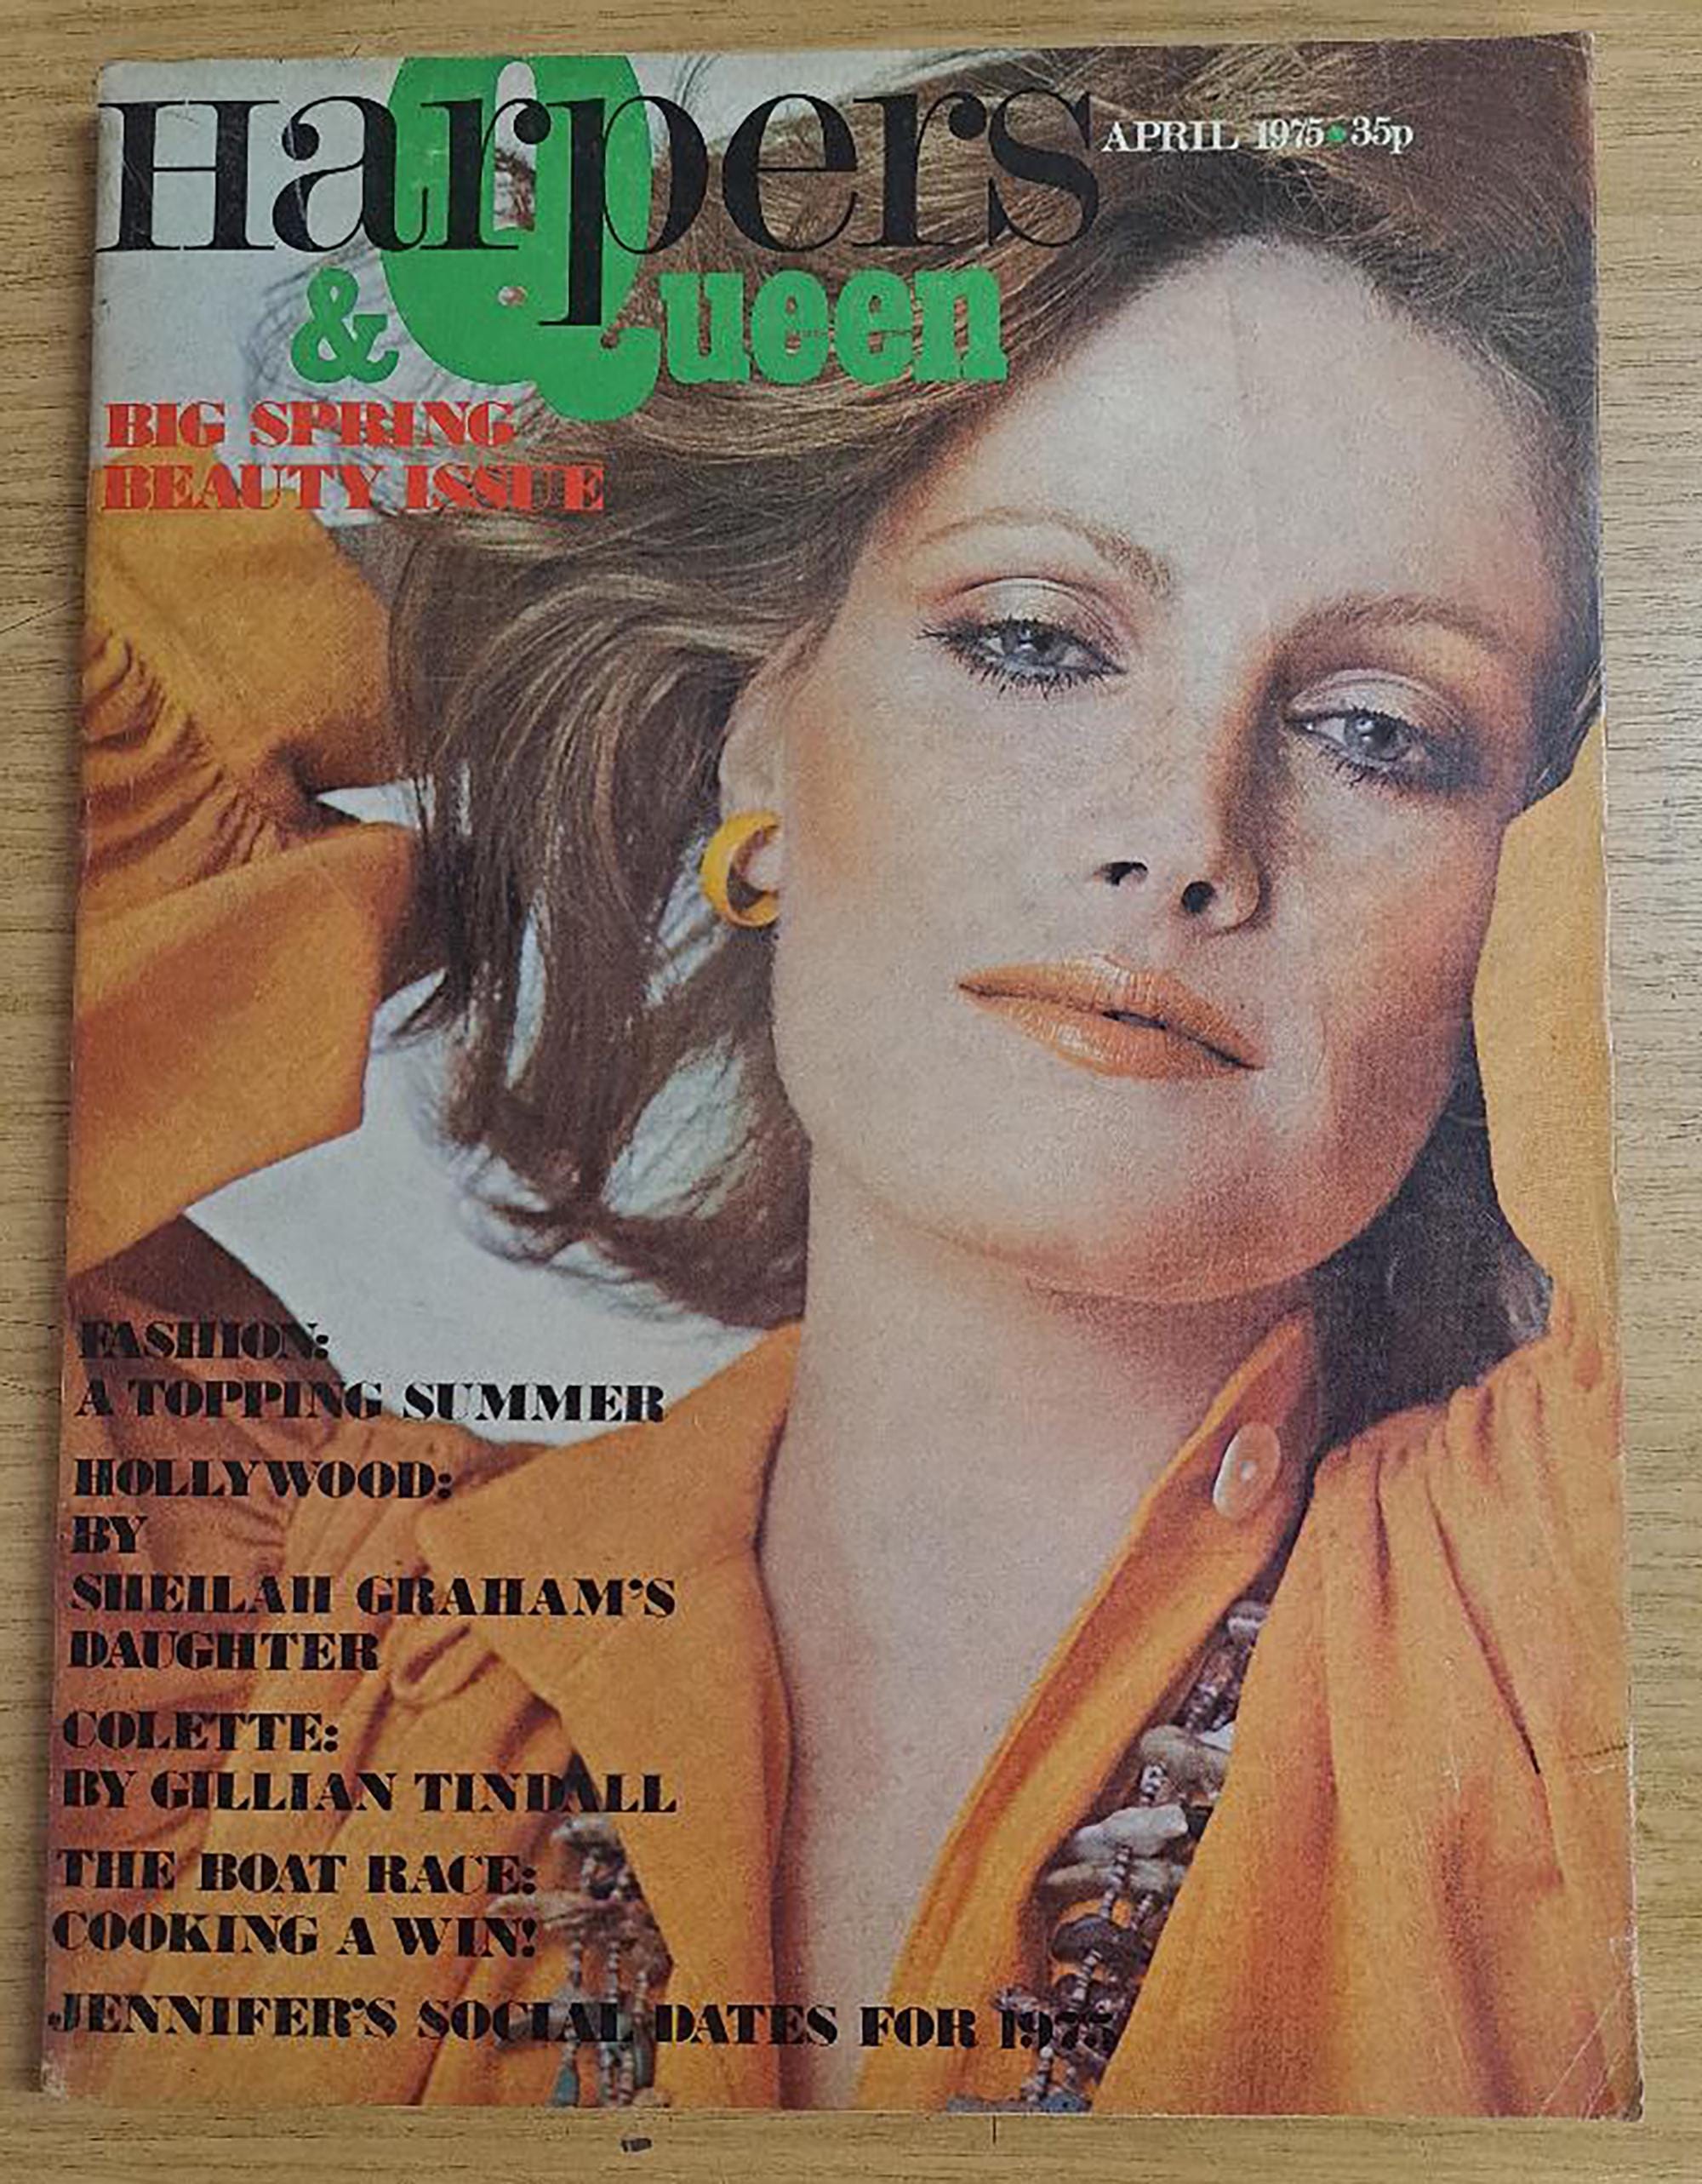 Harpers
& Queen
APRIL 1975 • 35p
BIG SPRING
BEAUTY ISSUE
FASHION:
A TOPPING SUMMER
HOLLYWOOD:
BY
SHEILAH GRAHAM'S
DAUGHTER
COLETTE:
BY GILLIAN TINDALL
THE BOAT RACE:
COOKING A WIN!
JENNIFER'S SOCIAL DATES FOR 1975